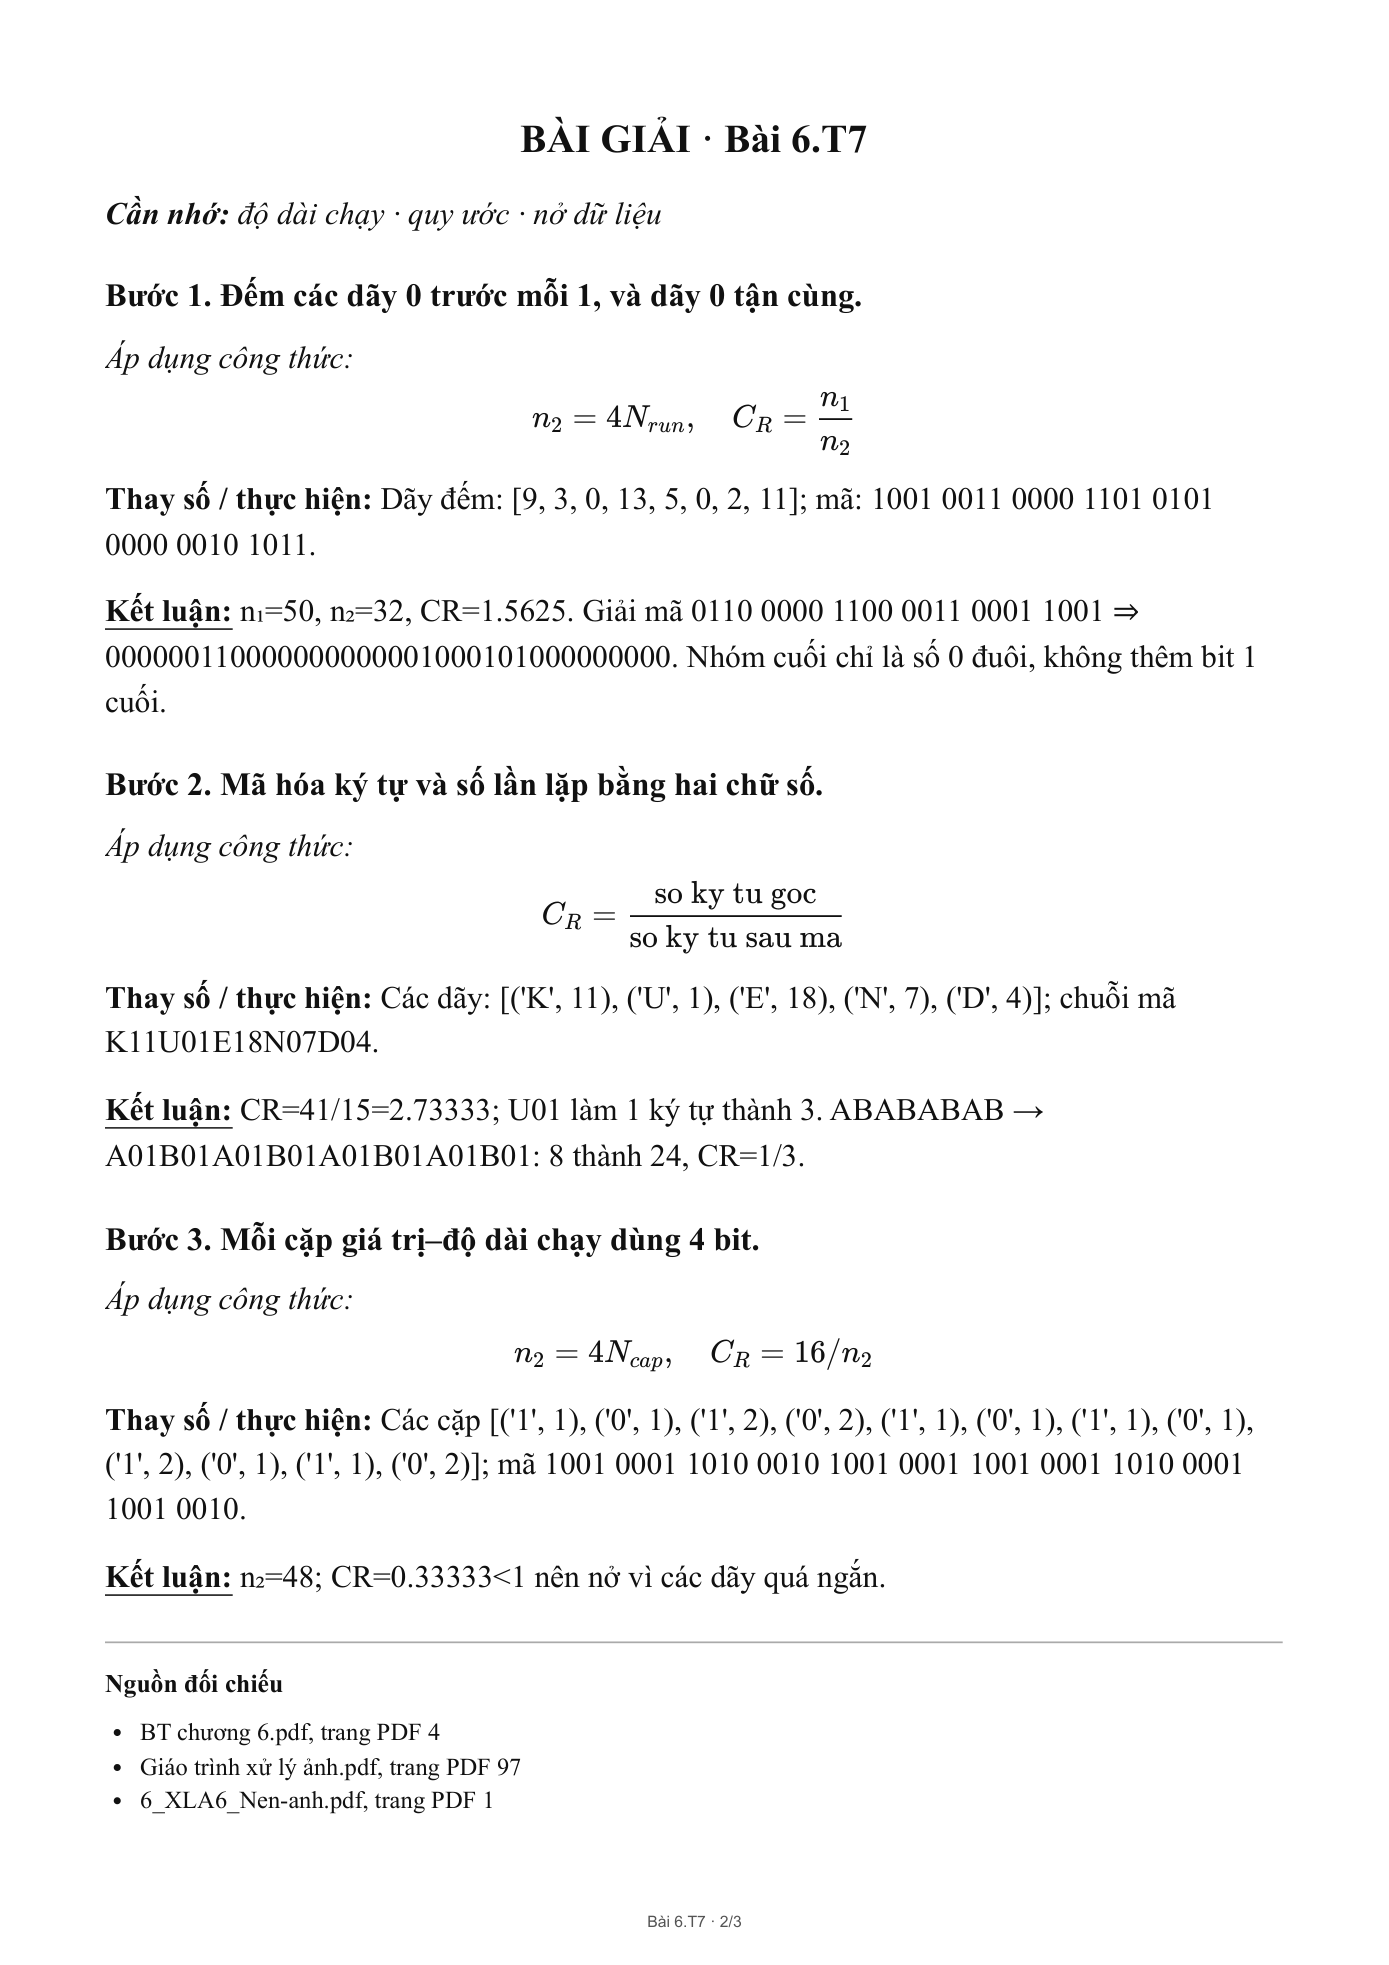 BÀI GIẢI · Bài 6.T7
Cần nhớ: độ dài chạy · quy ước · nở dữ liệu
Bước 1. Đếm các dãy 0 trước mỗi 1, và dãy 0 tận cùng.
Áp dụng công thức:
n₂ = 4N_run, C_R = n₁/n₂
Thay số / thực hiện: Dãy đếm: [9, 3, 0, 13, 5, 0, 2, 11]; mã: 1001 0011 0000 1101 0101
0000 0010 1011.
Kết luận: n₁=50, n₂=32, CR=1.5625. Giải mã 0110 0000 1100 0011 0001 1001 ⇒
000000110000000000001000101000000000. Nhóm cuối chỉ là số 0 đuôi, không thêm bit 1
cuối.
Bước 2. Mã hóa ký tự và số lần lặp bằng hai chữ số.
Áp dụng công thức:
C_R = so ky tu goc/so ky tu sau ma
Thay số / thực hiện: Các dãy: [('K', 11), ('U', 1), ('E', 18), ('N', 7), ('D', 4)]; chuỗi mã
K11U01E18N07D04.
Kết luận: CR=41/15=2.73333; U01 làm 1 ký tự thành 3. ABABABAB →
A01B01A01B01A01B01A01B01: 8 thành 24, CR=1/3.
Bước 3. Mỗi cặp giá trị–độ dài chạy dùng 4 bit.
Áp dụng công thức:
n₂ = 4N_cap, C_R = 16/n₂
Thay số / thực hiện: Các cặp [('1', 1), ('0', 1), ('1', 2), ('0', 2), ('1', 1), ('0', 1), ('1', 1), ('0', 1),
('1', 2), ('0', 1), ('1', 1), ('0', 2)]; mã 1001 0001 1010 0010 1001 0001 1001 0001 1010 0001
1001 0010.
Kết luận: n₂=48; CR=0.33333<1 nên nở vì các dãy quá ngắn.
Nguồn đối chiếu
• BT chương 6.pdf, trang PDF 4
• Giáo trình xử lý ảnh.pdf, trang PDF 97
• 6_XLA6_Nen-anh.pdf, trang PDF 1
Bài 6.T7 · 2/3